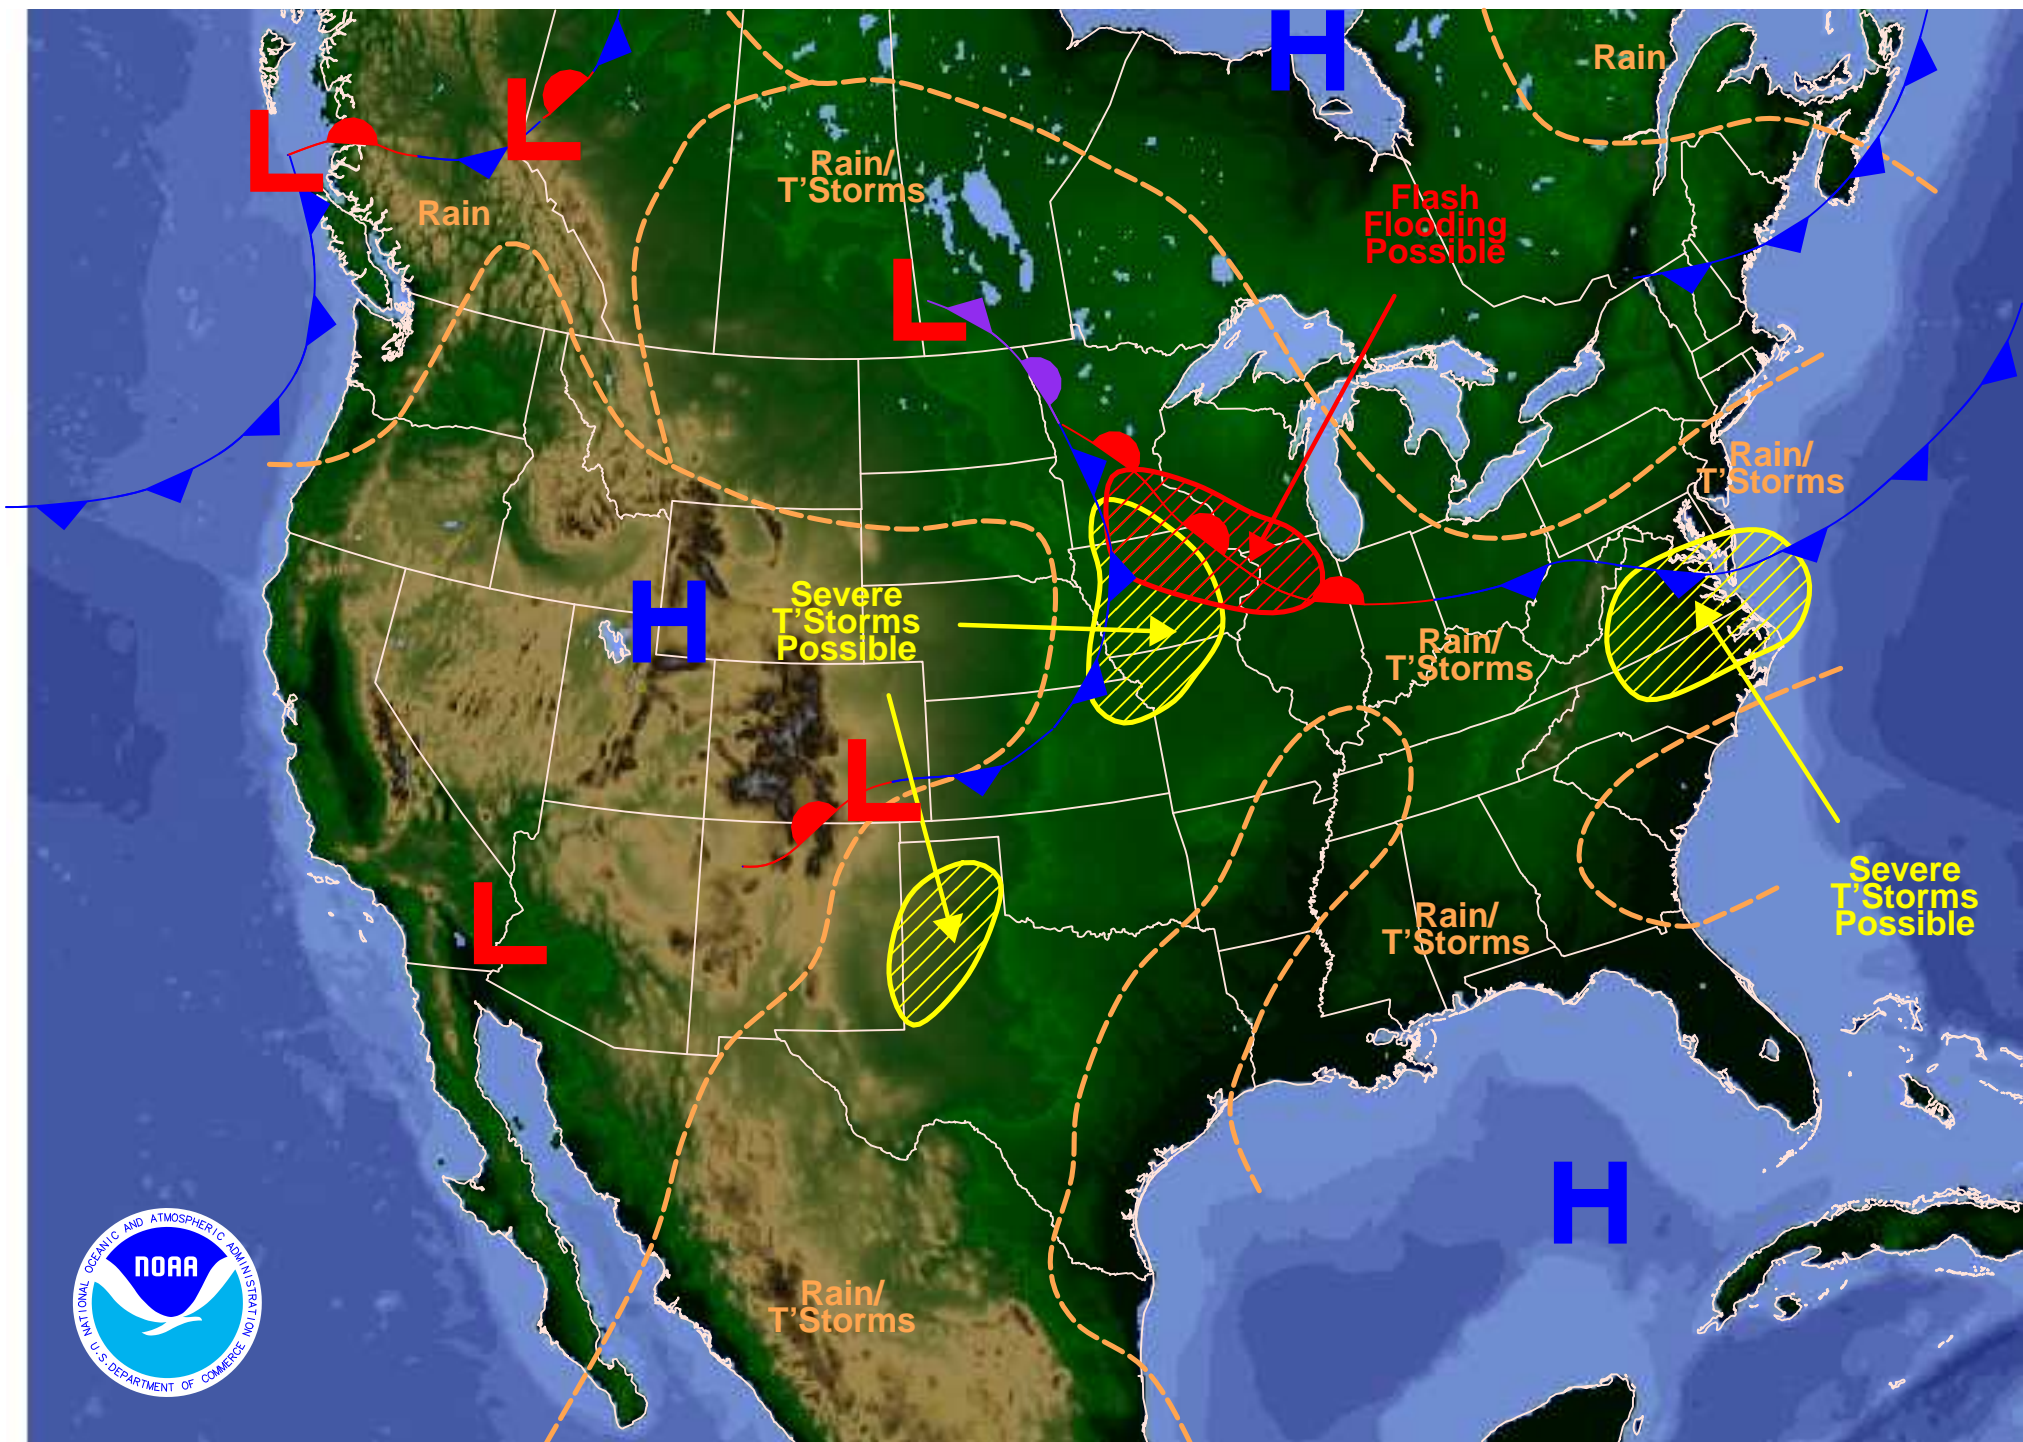 H
Rain
L
L
Rain/
T'Storms
Flash
Flooding
Possible
Rain
L
Rain/
T'Storms
H
Severe
T'Storms
Possible
Rain/
T'Storms
L
Severe
T'Storms
Possible
L
Rain/
T'Storms
H
Rain/
T'Storms
NATIONAL OCEANIC AND ATMOSPHERIC ADMINISTRATION
NOAA
U.S. DEPARTMENT OF COMMERCE